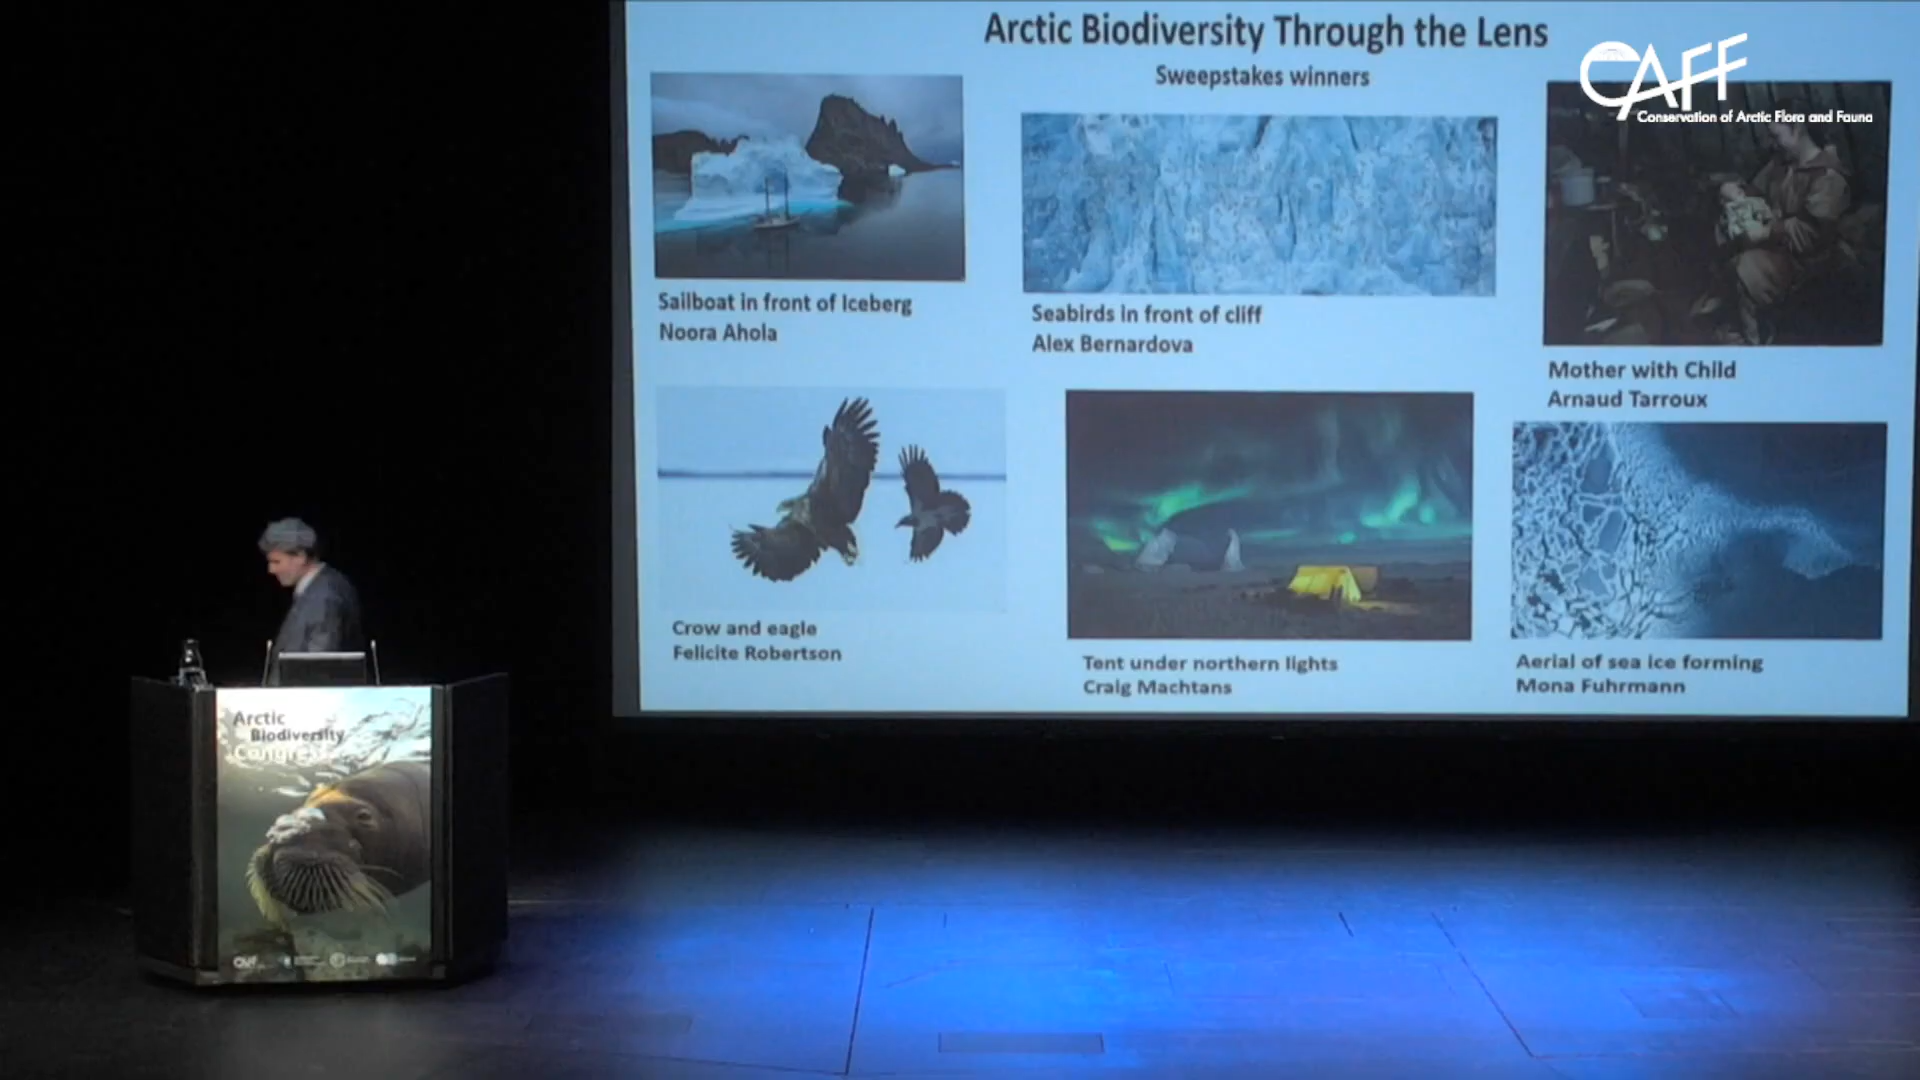 Arctic Biodiversity Through the Lens
Sweepstakes winners
CAFF
Conservation of Arctic Flora and Fauna
Sailboat in front of Iceberg
Noora Ahola
Seabirds in front of cliff
Alex Bernardova
Mother with Child
Arnaud Tarroux
Crow and eagle
Felicite Robertson
Tent under northern lights
Craig Machtans
Aerial of sea ice forming
Mona Fuhrmann
Arctic
Biodiversity
Congress
CAFF